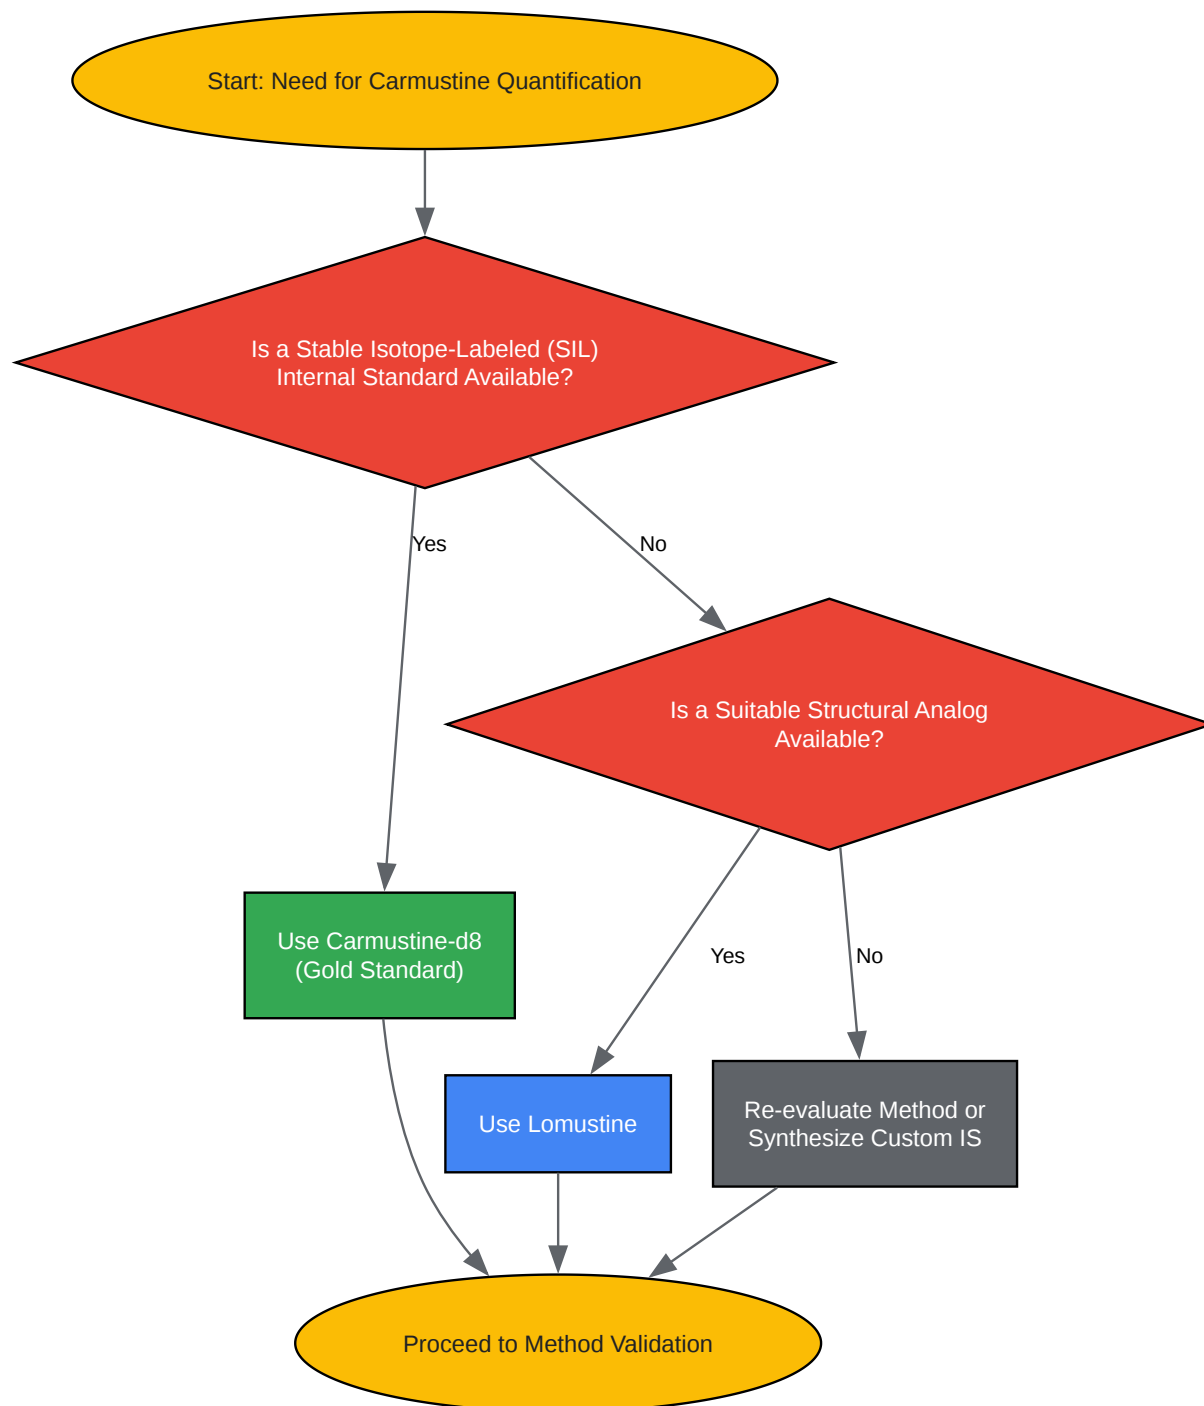 Start: Need for Carmustine Quantification
Is a Stable Isotope-Labeled (SIL)
Internal Standard Available?
Yes
No
Is a Suitable Structural Analog
Available?
Use Carmustine-d8
(Gold Standard)
Yes
No
Use Lomustine
Re-evaluate Method or
Synthesize Custom IS
Proceed to Method Validation